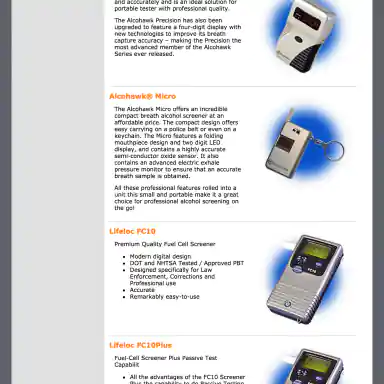 and acccurately and is an ideal solution for
portable tester with professional quality.
The Alcohawk Precision has also been
upgraded to feature a four-digit display with
new technologies to improve its breath
capture accuracy – making the Precision the
most advanced member of the Alcohawk
Series ever released.
Alcohawk® Micro
The Alcohawk Micro offers an incredible
compact breath alcohol screener at an
affordable price. The compact design offers
easy carrying on a police belt or even on a
keychain. The Micro features a folding
mouthpiece design and two digit LED
display, and contains a highly accurate
semi-conductor oxide sensor. It also
contains an advanced electric exhale
pressure monitor to ensure that an accurate
breath sample is obtained.
All these professional features rolled into a
unit this small and portable make it a great
choice for professional alcohol screening on
the go!
Lifeloc FC10
Premium Quality Fuel Cell Screener
• Modern digital design
• DOT and NHTSA Tested / Approved PBT
• Designed specifically for Law
Enforcement, Corrections and
Professional use
• Accurate
• Remarkably easy-to-use
Lifeloc FC10Plus
Fuel-Cell Screener Plus Passive Test
Capabilit
• All the advantages of the FC10 Screener
Plus the capability to do Passive Testing